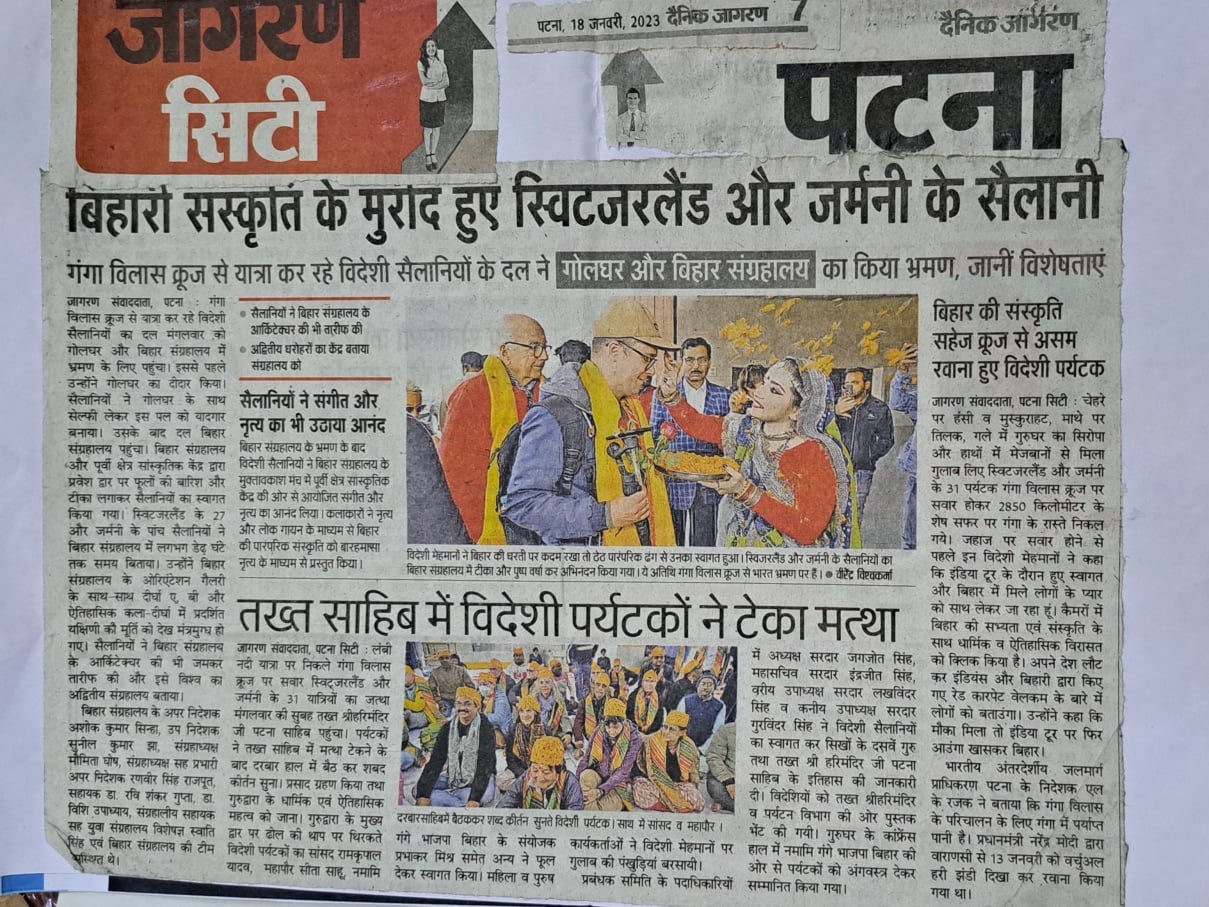 जागरण
सिटी
पटना, 18 जनवरी, 2023 दैनिक जागरण 7
दैनिक जागरण
पटना
बिहारी संस्कृति के मुरीद हुए स्विटजरलैंड और जर्मनी के सैलानी
गंगा विलास क्रूज से यात्रा कर रहे विदेशी सैलानियों के दल ने गोलघर और बिहार संग्रहालय का किया भ्रमण, जानीं विशेषताएं
जागरण संवाददाता, पटना : गंगा
विलास क्रूज से यात्रा कर रहे विदेशी
सैलानियों का दल मंगलवार को
गोलघर और बिहार संग्रहालय में
भ्रमण के लिए पहुंचा। इससे पहले
उन्होंने गोलघर का दीदार किया।
सैलानियों ने गोलघर के साथ
सेल्फी लेकर इस पल को यादगार
बनाया। उसके बाद दल बिहार
संग्रहालय पहुंचा। बिहार संग्रहालय
और पूर्वी क्षेत्र सांस्कृतिक केंद्र द्वारा
प्रवेश द्वार पर फूलों की बारिश और
टीका लगाकर सैलानियों का स्वागत
किया गया। स्विटजरलैंड के 27
और जर्मनी के पांच सैलानियों ने
बिहार संग्रहालय में लगभग डेढ़ घंटे
तक समय बिताया। उन्होंने बिहार
संग्रहालय के ओरिएंटेशन गैलरी
के साथ-साथ दीर्घा ए, बी और
ऐतिहासिक कला-दीर्घा में प्रदर्शित
यक्षिणी की मूर्ति को देख मंत्रमुग्ध हो
गए। सैलानियों ने बिहार संग्रहालय
के आर्किटेक्चर की भी जमकर
तारीफ की और इसे विश्व का
अद्वितीय संग्रहालय बताया।
बिहार संग्रहालय के अपर निदेशक
अशोक कुमार सिन्हा, उप निदेशक
सुनील कुमार झा, संग्रहाध्यक्ष
मौमिता घोष, संग्रहाध्यक्ष सह प्रभारी
अपर निदेशक रणवीर सिंह राजपूत,
सहायक डा. रवि शंकर गुप्ता, डा.
विशि उपाध्याय, संग्रहालीय सहायक
सह युवा संग्रहालय विशेषज्ञ स्वाति
सिंह एवं बिहार संग्रहालय की टीम
उपस्थित थे।
● सैलानियों ने बिहार संग्रहालय के
आर्किटेक्चर की भी तारीफ की
● अद्वितीय धरोहरों का केंद्र बताया
संग्रहालय को
सैलानियों ने संगीत और
नृत्य का भी उठाया आनंद
बिहार संग्रहालय के भ्रमण के बाद
विदेशी सैलानियों ने बिहार संग्रहालय के
मुक्ताकाश मंच में पूर्वी क्षेत्र सांस्कृतिक
केंद्र की ओर से आयोजित संगीत और
नृत्य का आनंद लिया। कलाकारों ने नृत्य
और लोक गायन के माध्यम से बिहार
की पारंपरिक संस्कृति को बारहमासा
नृत्य के माध्यम से प्रस्तुत किया।
विदेशी मेहमानों ने बिहार की धरती पर कदम रखा तो ठेठ पारंपरिक ढंग से उनका स्वागत हुआ। स्विजरलैंड और जर्मनी के सैलानियों का
बिहार संग्रहालय में टीका और पुष्प वर्षा कर अभिनंदन किया गया। ये अतिथि गंगा विलास क्रूज से भारत भ्रमण पर हैं। ● वीरेंद्र विश्वकर्मा
तख्त साहिब में विदेशी पर्यटकों ने टेका मत्था
जागरण संवाददाता, पटना सिटी : लंबी
नदी यात्रा पर निकले गंगा विलास
क्रूज पर सवार स्विट्जरलैंड और
जर्मनी के 31 यात्रियों का जत्था
मंगलवार की सुबह तख्त श्रीहरिमंदिर
जी पटना साहिब पहुंचा। पर्यटकों
ने तख्त साहिब में मत्था टेकने के
बाद दरबार हाल में बैठ कर शबद
कीर्तन सुना। प्रसाद ग्रहण किया तथा
गुरुद्वारा के धार्मिक एवं ऐतिहासिक
महत्व को जाना। गुरुद्वारा के मुख्य
द्वार पर ढोल की थाप पर थिरकते
विदेशी पर्यटकों का सांसद रामकृपाल
यादव, महापौर सीता साहू, नमामि
दरबारसाहिबमे बैठककर शब्द कीर्तन सुनते विदेशी पर्यटक। साथ में सांसद व महापौर।
गंगे भाजपा बिहार के संयोजक
प्रभाकर मिश्र समेत अन्य ने फूल
देकर स्वागत किया। महिला व पुरुष
कार्यकर्ताओं ने विदेशी मेहमानों पर
गुलाब की पंखुड़ियां बरसायी।
प्रबंधक समिति के पदाधिकारियों
में अध्यक्ष सरदार जगजोत सिंह,
महासचिव सरदार इंद्रजीत सिंह,
वरीय उपाध्यक्ष सरदार लखविंदर
सिंह व कनीय उपाध्यक्ष सरदार
गुरविंदर सिंह ने विदेशी सैलानियों
का स्वागत कर सिखों के दसवें गुरु
तथा तख्त श्री हरिमंदिर जी पटना
साहिब के इतिहास की जानकारी
दी। विदेशियों को तख्त श्रीहरिमंदिर
व पर्यटन विभाग की ओर पुस्तक
भेंट की गयी। गुरुघर के कांफ्रेंस
हाल में नमामि गंगे भाजपा बिहार की
ओर से पर्यटकों को अंगवस्त्र देकर
सम्मानित किया गया।
बिहार की संस्कृति
सहेज क्रूज से असम
रवाना हुए विदेशी पर्यटक
जागरण संवाददाता, पटना सिटी : चेहरे
पर हंसी व मुस्कुराहट, माथे पर
तिलक, गले में गुरुघर का सिरोपा
और हाथों में मेजबानों से मिला
गुलाब लिए स्विटजरलैंड और जर्मनी
के 31 पर्यटक गंगा विलास क्रूज पर
सवार होकर 2850 किलोमीटर के
शेष सफर पर गंगा के रास्ते निकल
गये। जहाज पर सवार होने से
पहले इन विदेशी मेहमानों ने कहा
कि इंडिया टूर के दौरान हुए स्वागत
और बिहार में मिले लोगों के प्यार
को साथ लेकर जा रहा हूं। कैमरों में
बिहार की सभ्यता एवं संस्कृति के
साथ धार्मिक व ऐतिहासिक विरासत
को क्लिक किया है। अपने देश लौट
कर इंडियंस और बिहारी द्वारा किए
गए रेड कारपेट वेलकम के बारे में
लोगों को बताउंगा। उन्होंने कहा कि
मौका मिला तो इंडिया टूर पर फिर
आउंगा खासकर बिहार।
भारतीय अंतरदेशीय जलमार्ग
प्राधिकरण पटना के निदेशक एल
के रजक ने बताया कि गंगा विलास
के परिचालन के लिए गंगा में पर्याप्त
पानी है। प्रधानमंत्री नरेंद्र मोदी द्वारा
वाराणसी से 13 जनवरी को वर्चुअल
हरी झंडी दिखा कर रवाना किया
गया था।